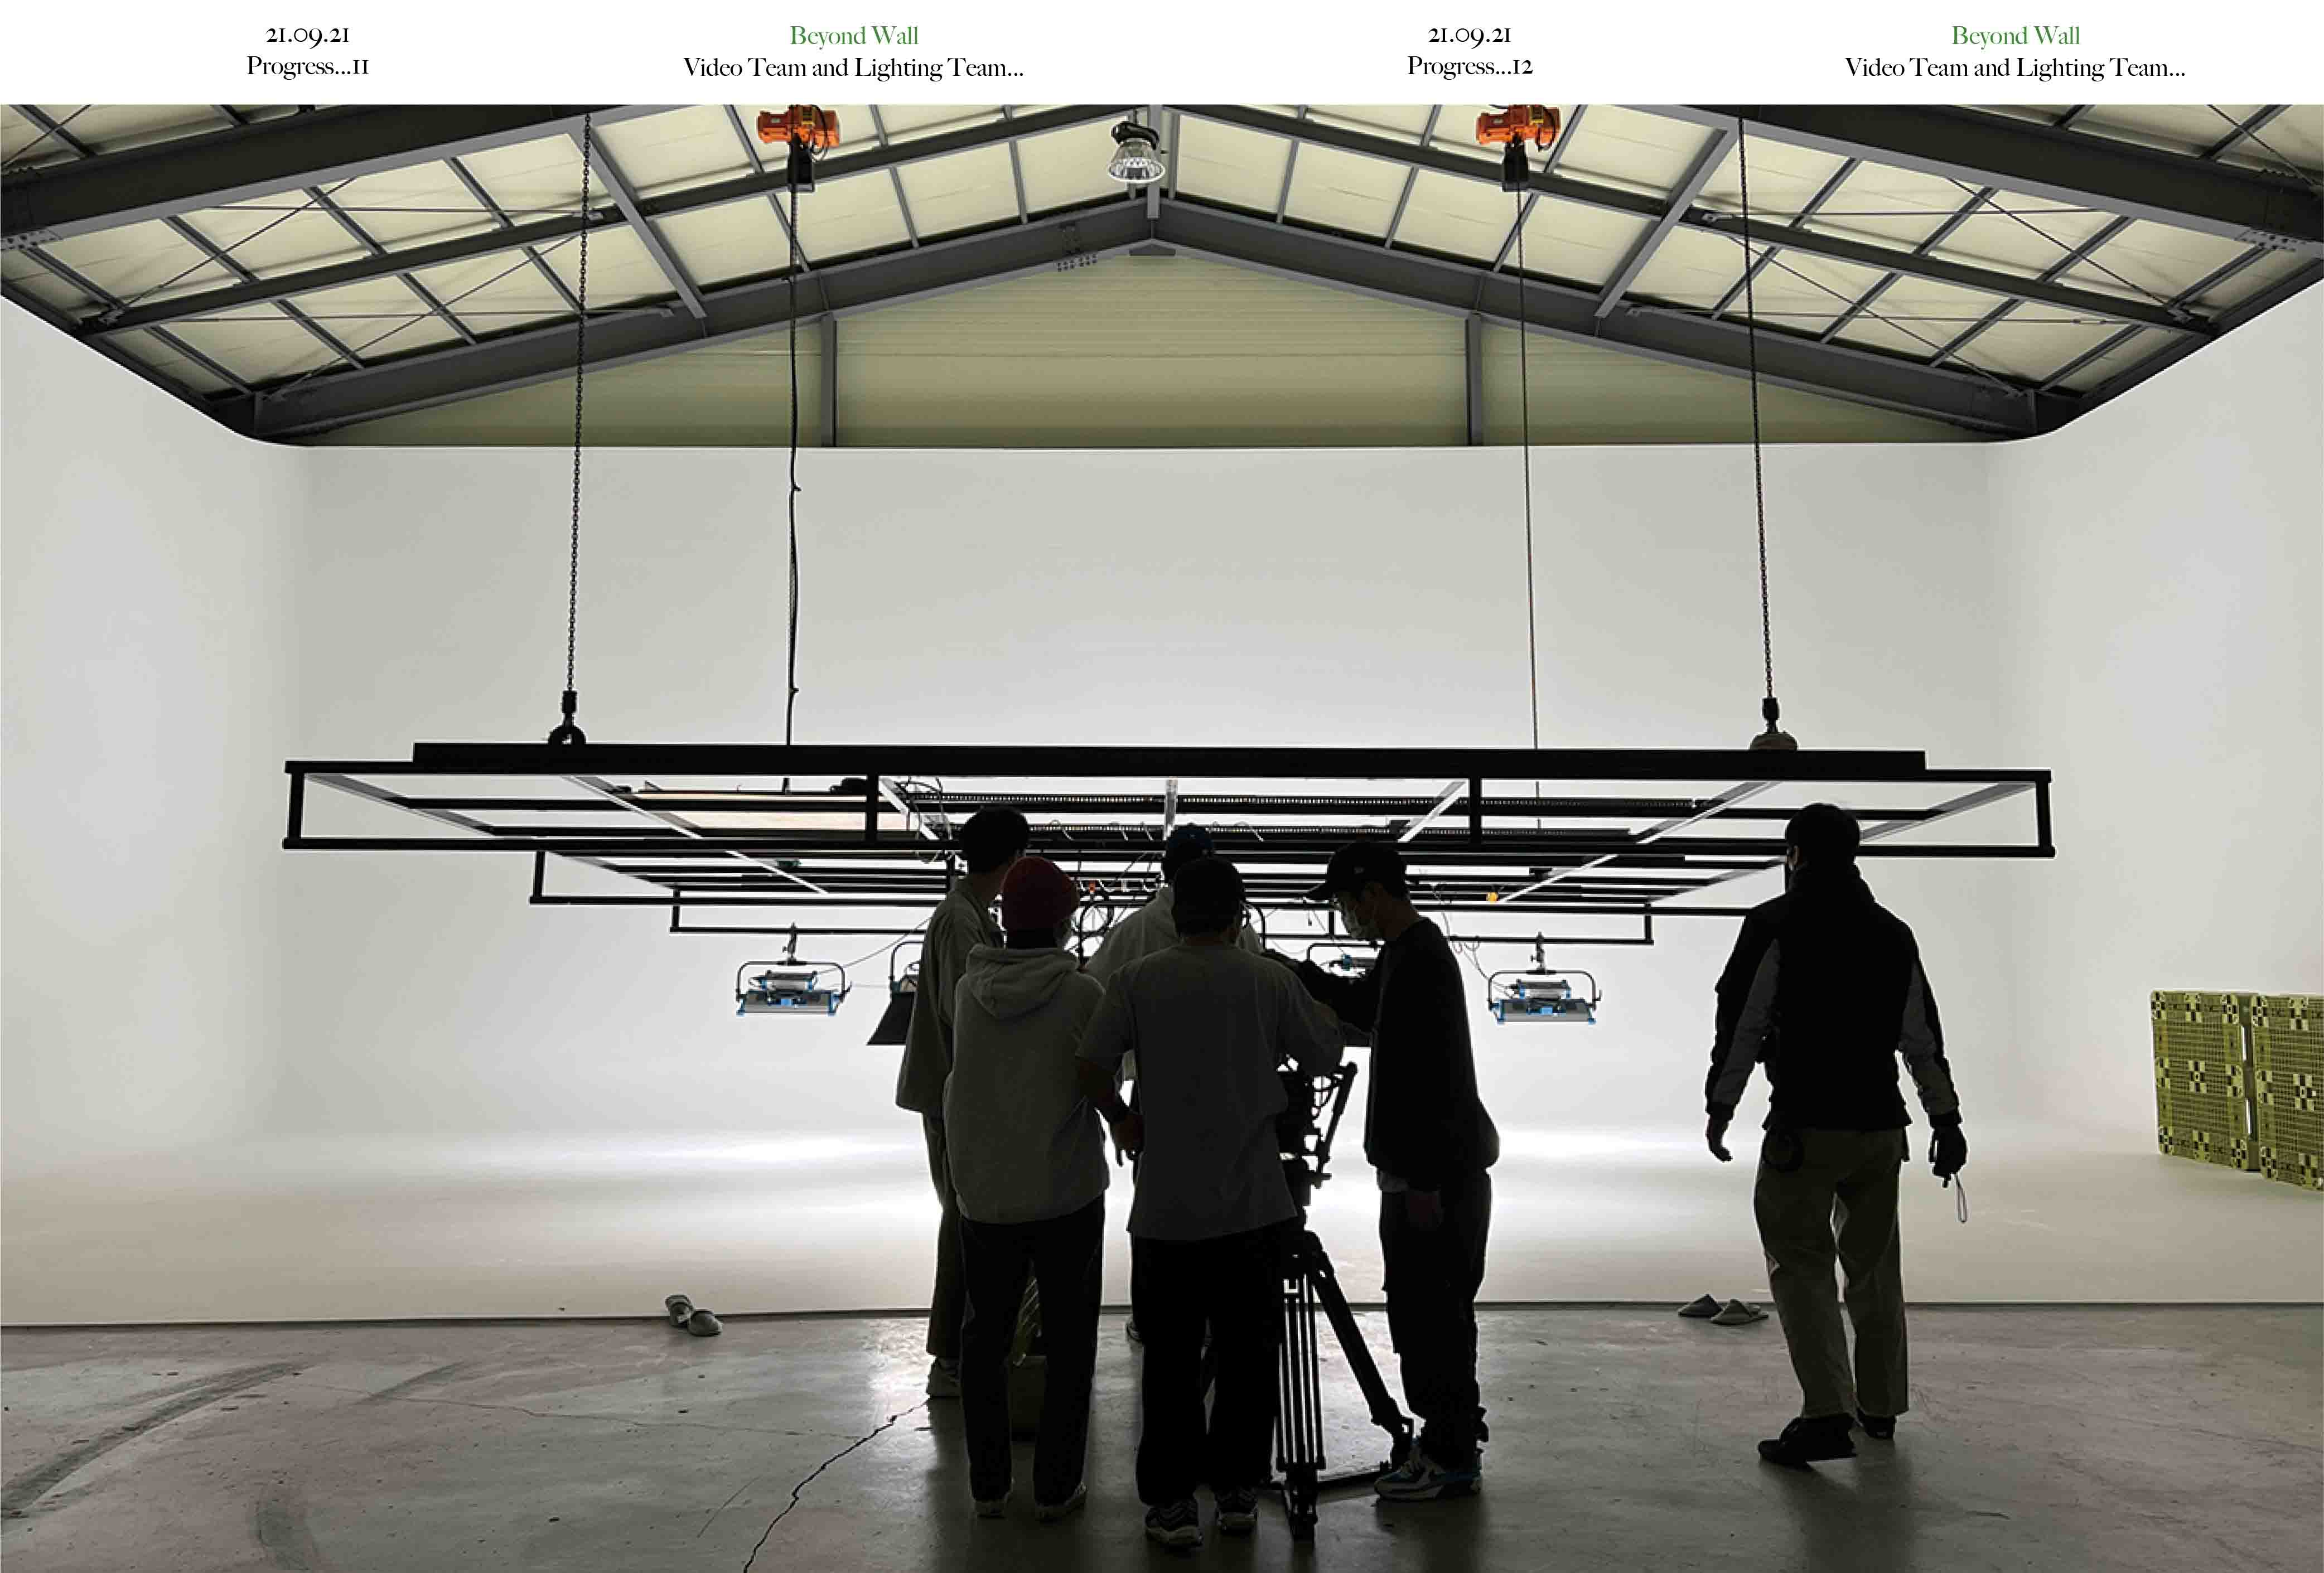 21.09.21
Progress...11
Beyond Wall
Video Team and Lighting Team...
21.09.21
Progress...12
Beyond Wall
Video Team and Lighting Team...